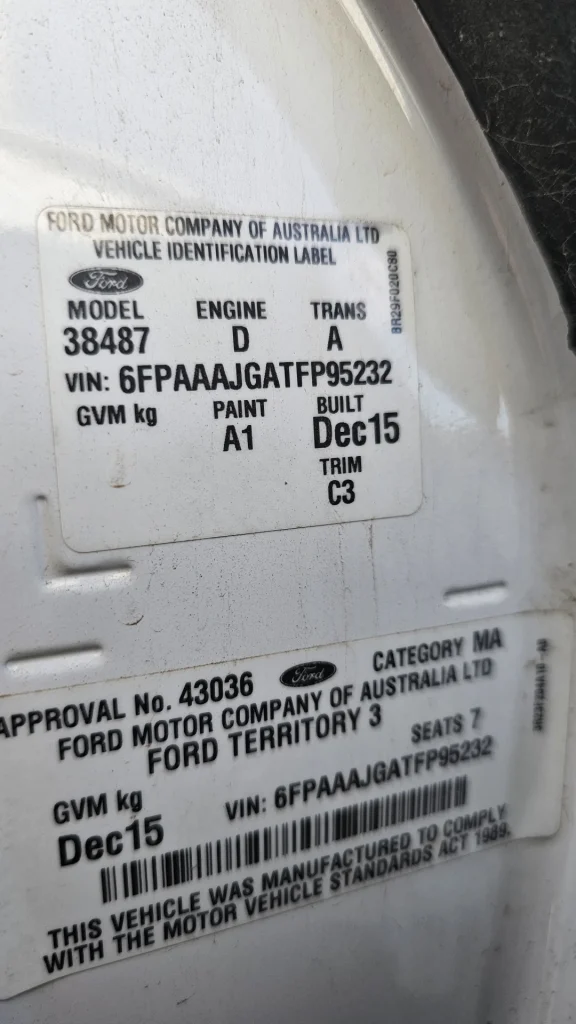 FORD MOTOR COMPANY OF AUSTRALIA LTD
VEHICLE IDENTIFICATION LABEL
Ford
MODEL ENGINE TRANS
38487 D A
VIN: 6FPAAAJGATFP95232
GVM kg PAINT BUILT
A1 Dec15
TRIM
C3
APPROVAL No. 43036 Ford CATEGORY MA
FORD MOTOR COMPANY OF AUSTRALIA LTD
FORD TERRITORY 3 SEATS 7
GVM kg VIN: 6FPAAAJGATFP95232
Dec15
THIS VEHICLE WAS MANUFACTURED TO COMPLY
WITH THE MOTOR VEHICLE STANDARDS ACT 1989.